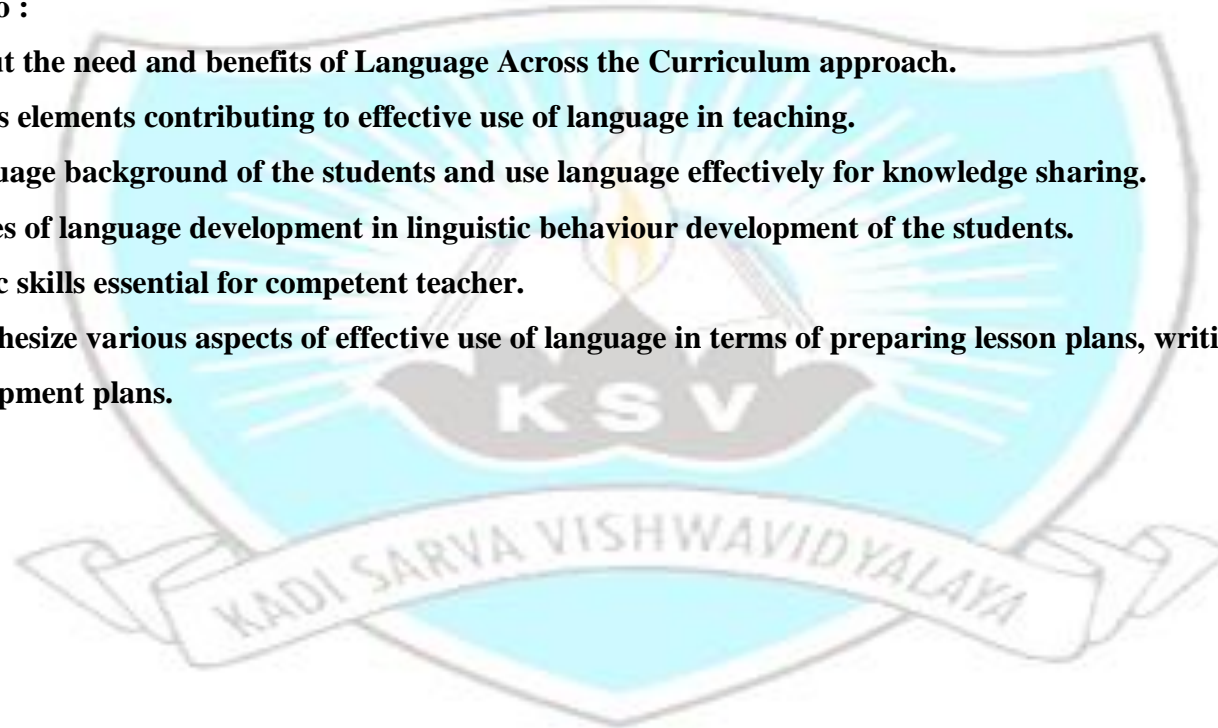 o :
ut the need and benefits of Language Across the Curriculum approach.
s elements contributing to effective use of language in teaching.
uage background of the students and use language effectively for knowledge sharing.
es of language development in linguistic behaviour development of the students.
c skills essential for competent teacher.
hesize various aspects of effective use of language in terms of preparing lesson plans, writi
pment plans.
KSV
KADI SARVA VISHWAVIDYALAYA